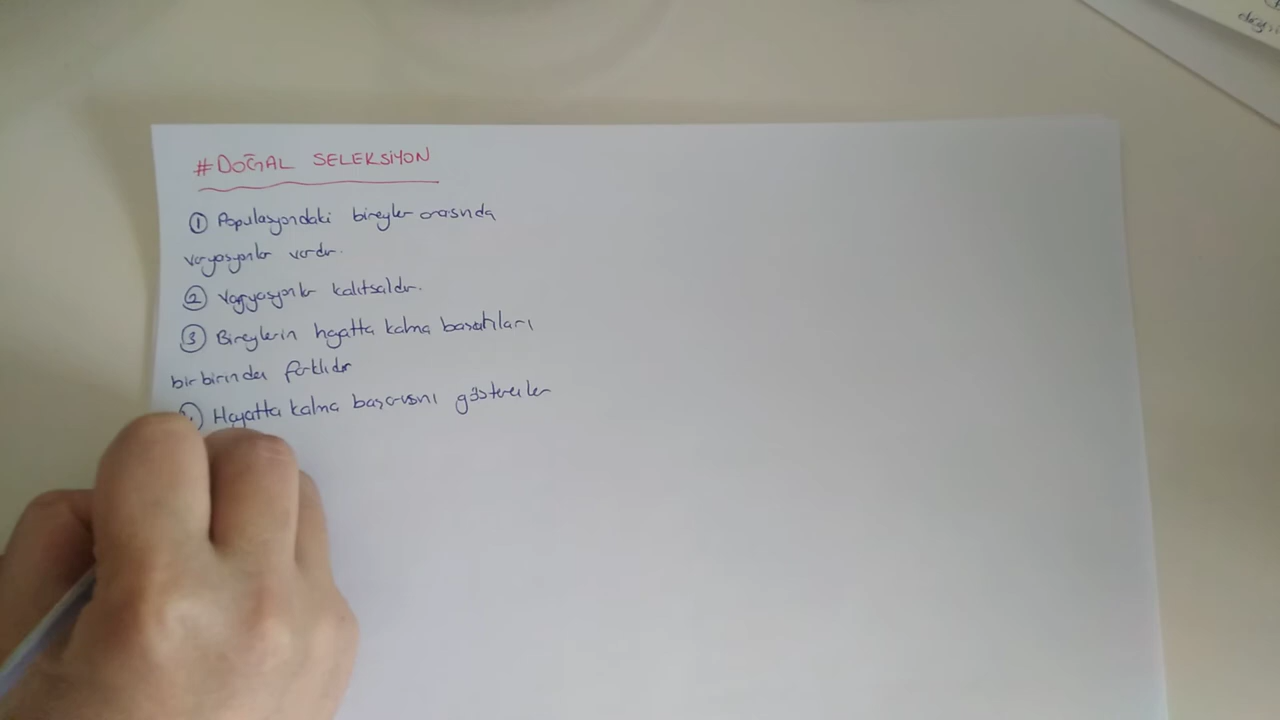 #DOĞAL SELEKSİYON
① Populasyondaki bireyler arasında
varyasyonlar vardır.
② Varyasyonlar kalıtsaldır.
③ Bireylerin hayatta kalma başarıları
birbirinden farklıdır
Hayatta kalma başarısını gösterenler